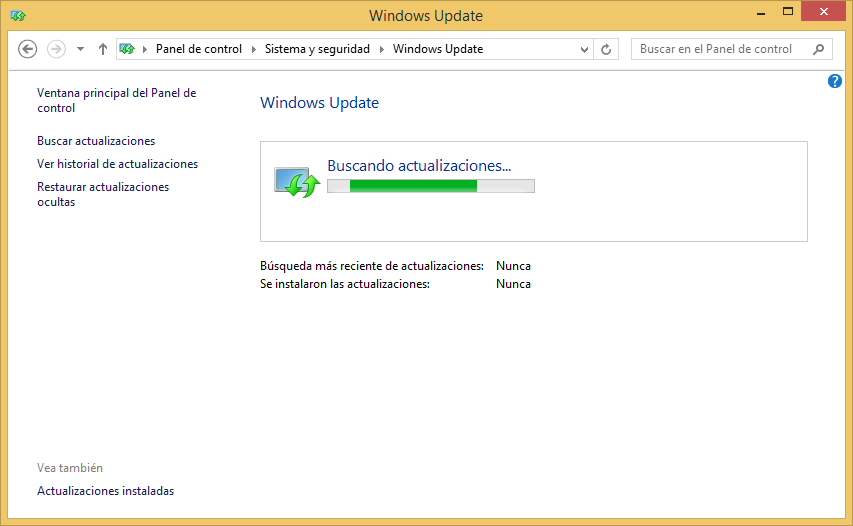 Windows Update
Panel de control Sistema y seguridad Windows Update
Buscar en el Panel de control
Ventana principal del Panel de
control
Buscar actualizaciones
Ver historial de actualizaciones
Restaurar actualizaciones
ocultas
Windows Update
Buscando actualizaciones...
Búsqueda más reciente de actualizaciones: Nunca
Se instalaron las actualizaciones: Nunca
Vea también
Actualizaciones instaladas